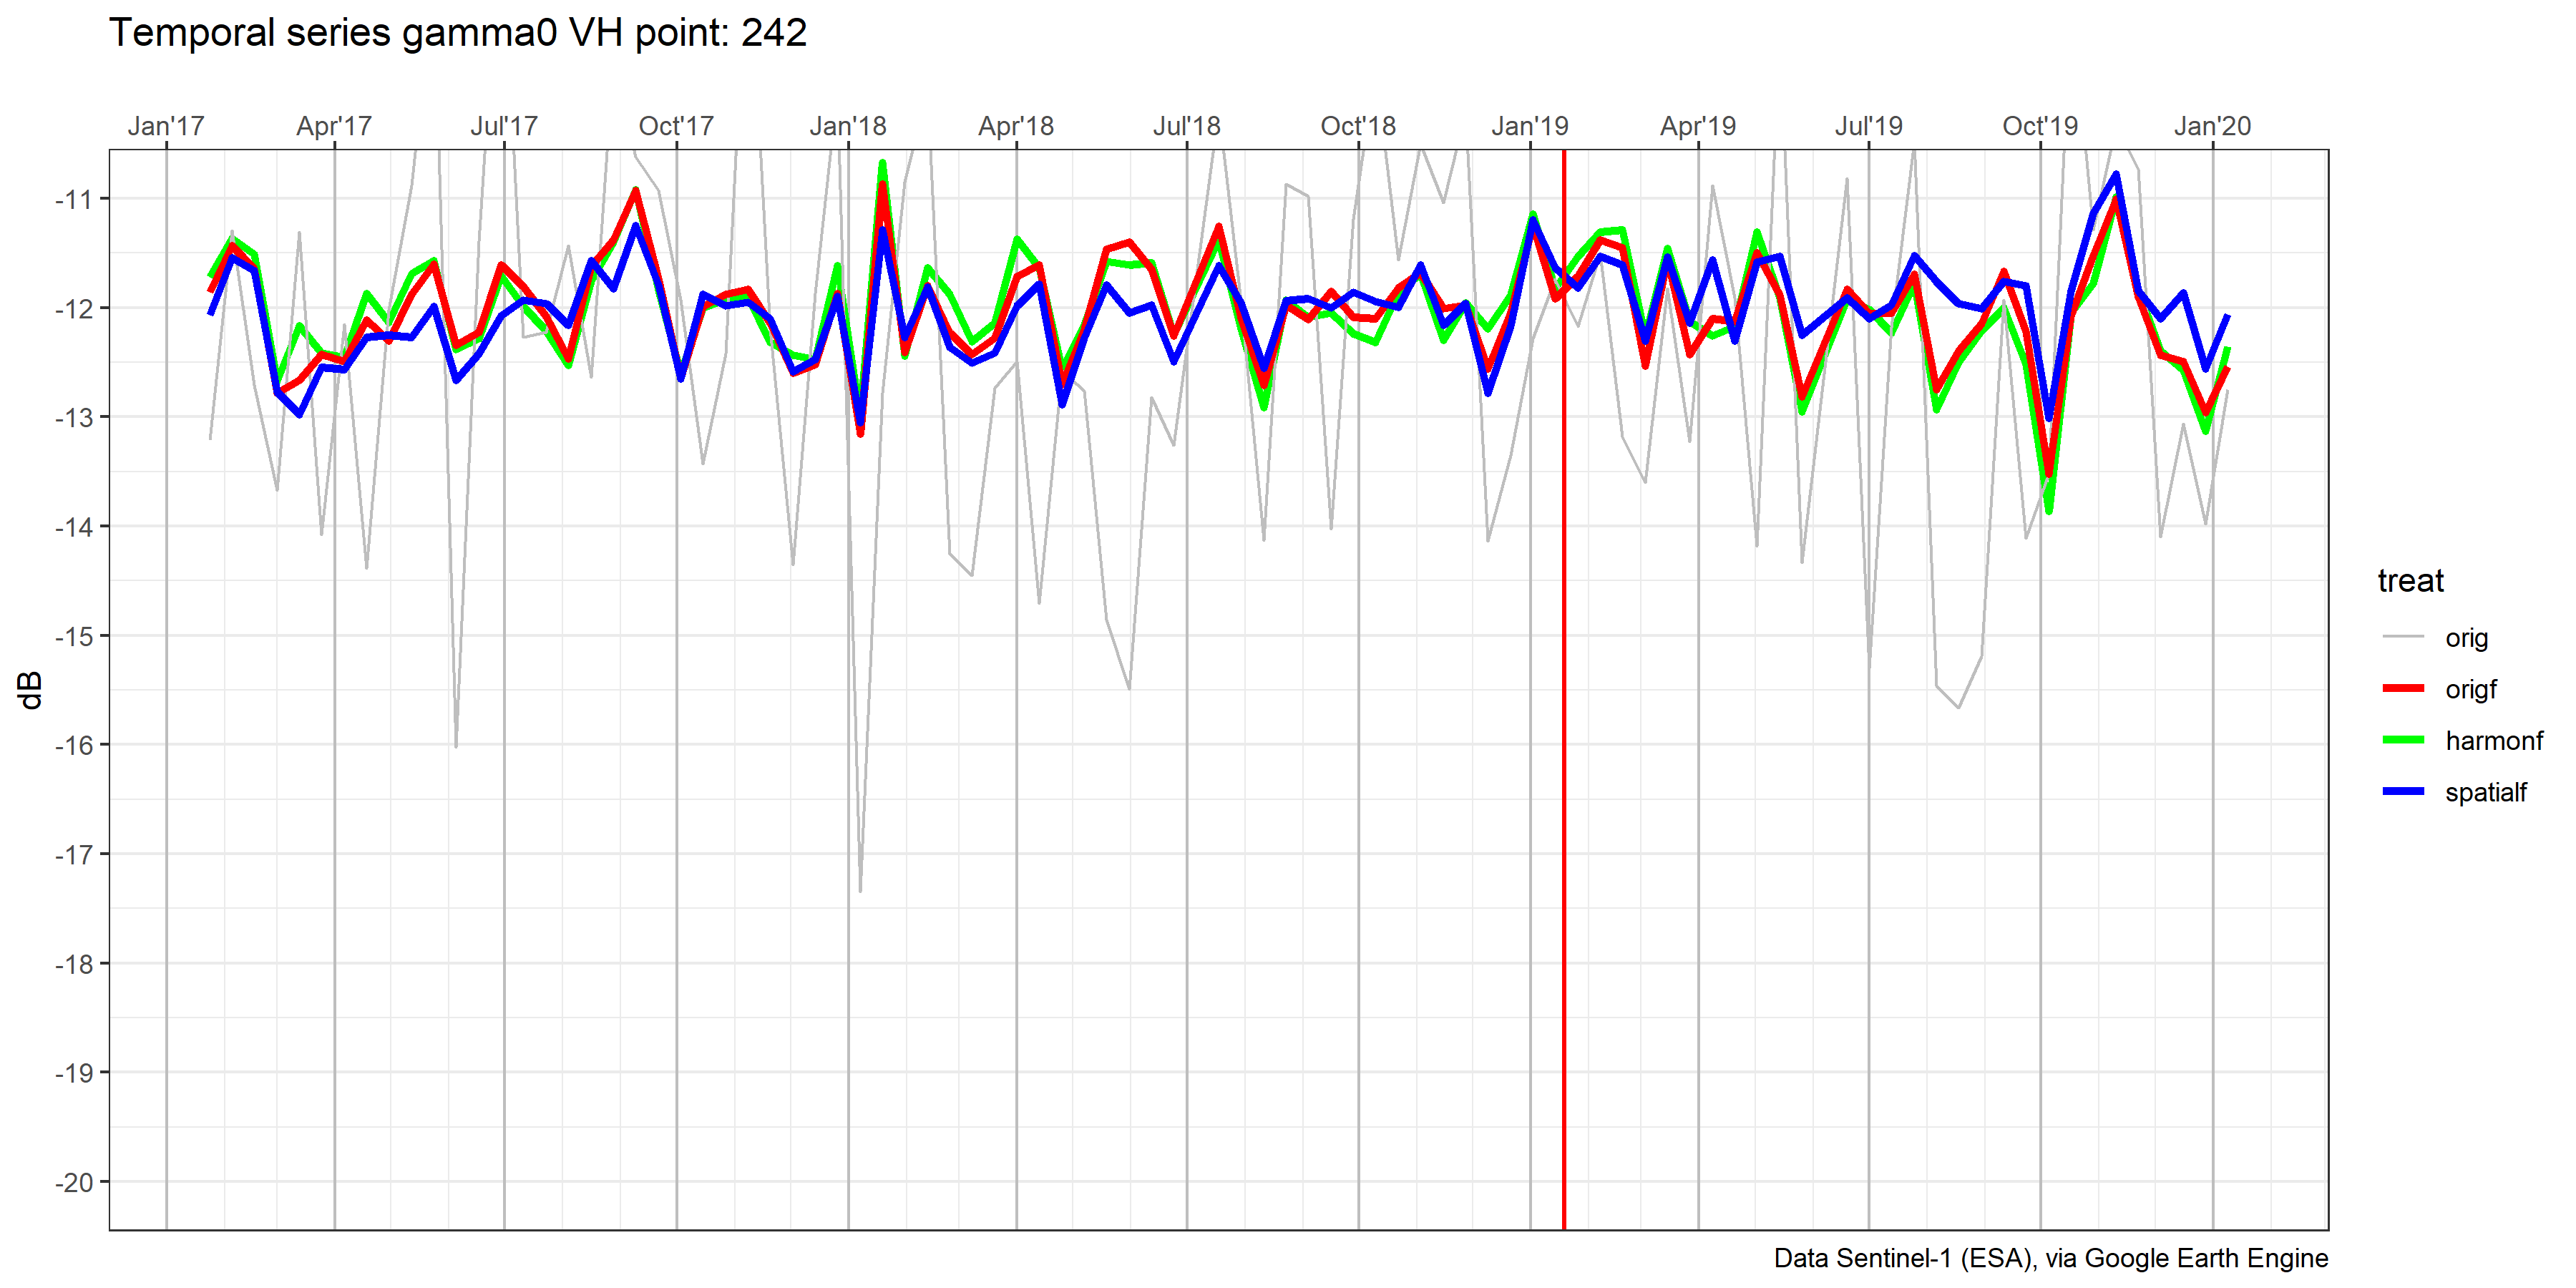 Temporal series gamma0 VH point: 242
Jan'17 Apr'17 Jul'17 Oct'17 Jan'18 Apr'18 Jul'18 Oct'18 Jan'19 Apr'19 Jul'19 Oct'19 Jan'20
-11
-12
-13
-14
-15
-16
-17
-18
-19
-20
dB
treat
orig
origf
harmonf
spatialf
Data Sentinel-1 (ESA), via Google Earth Engine